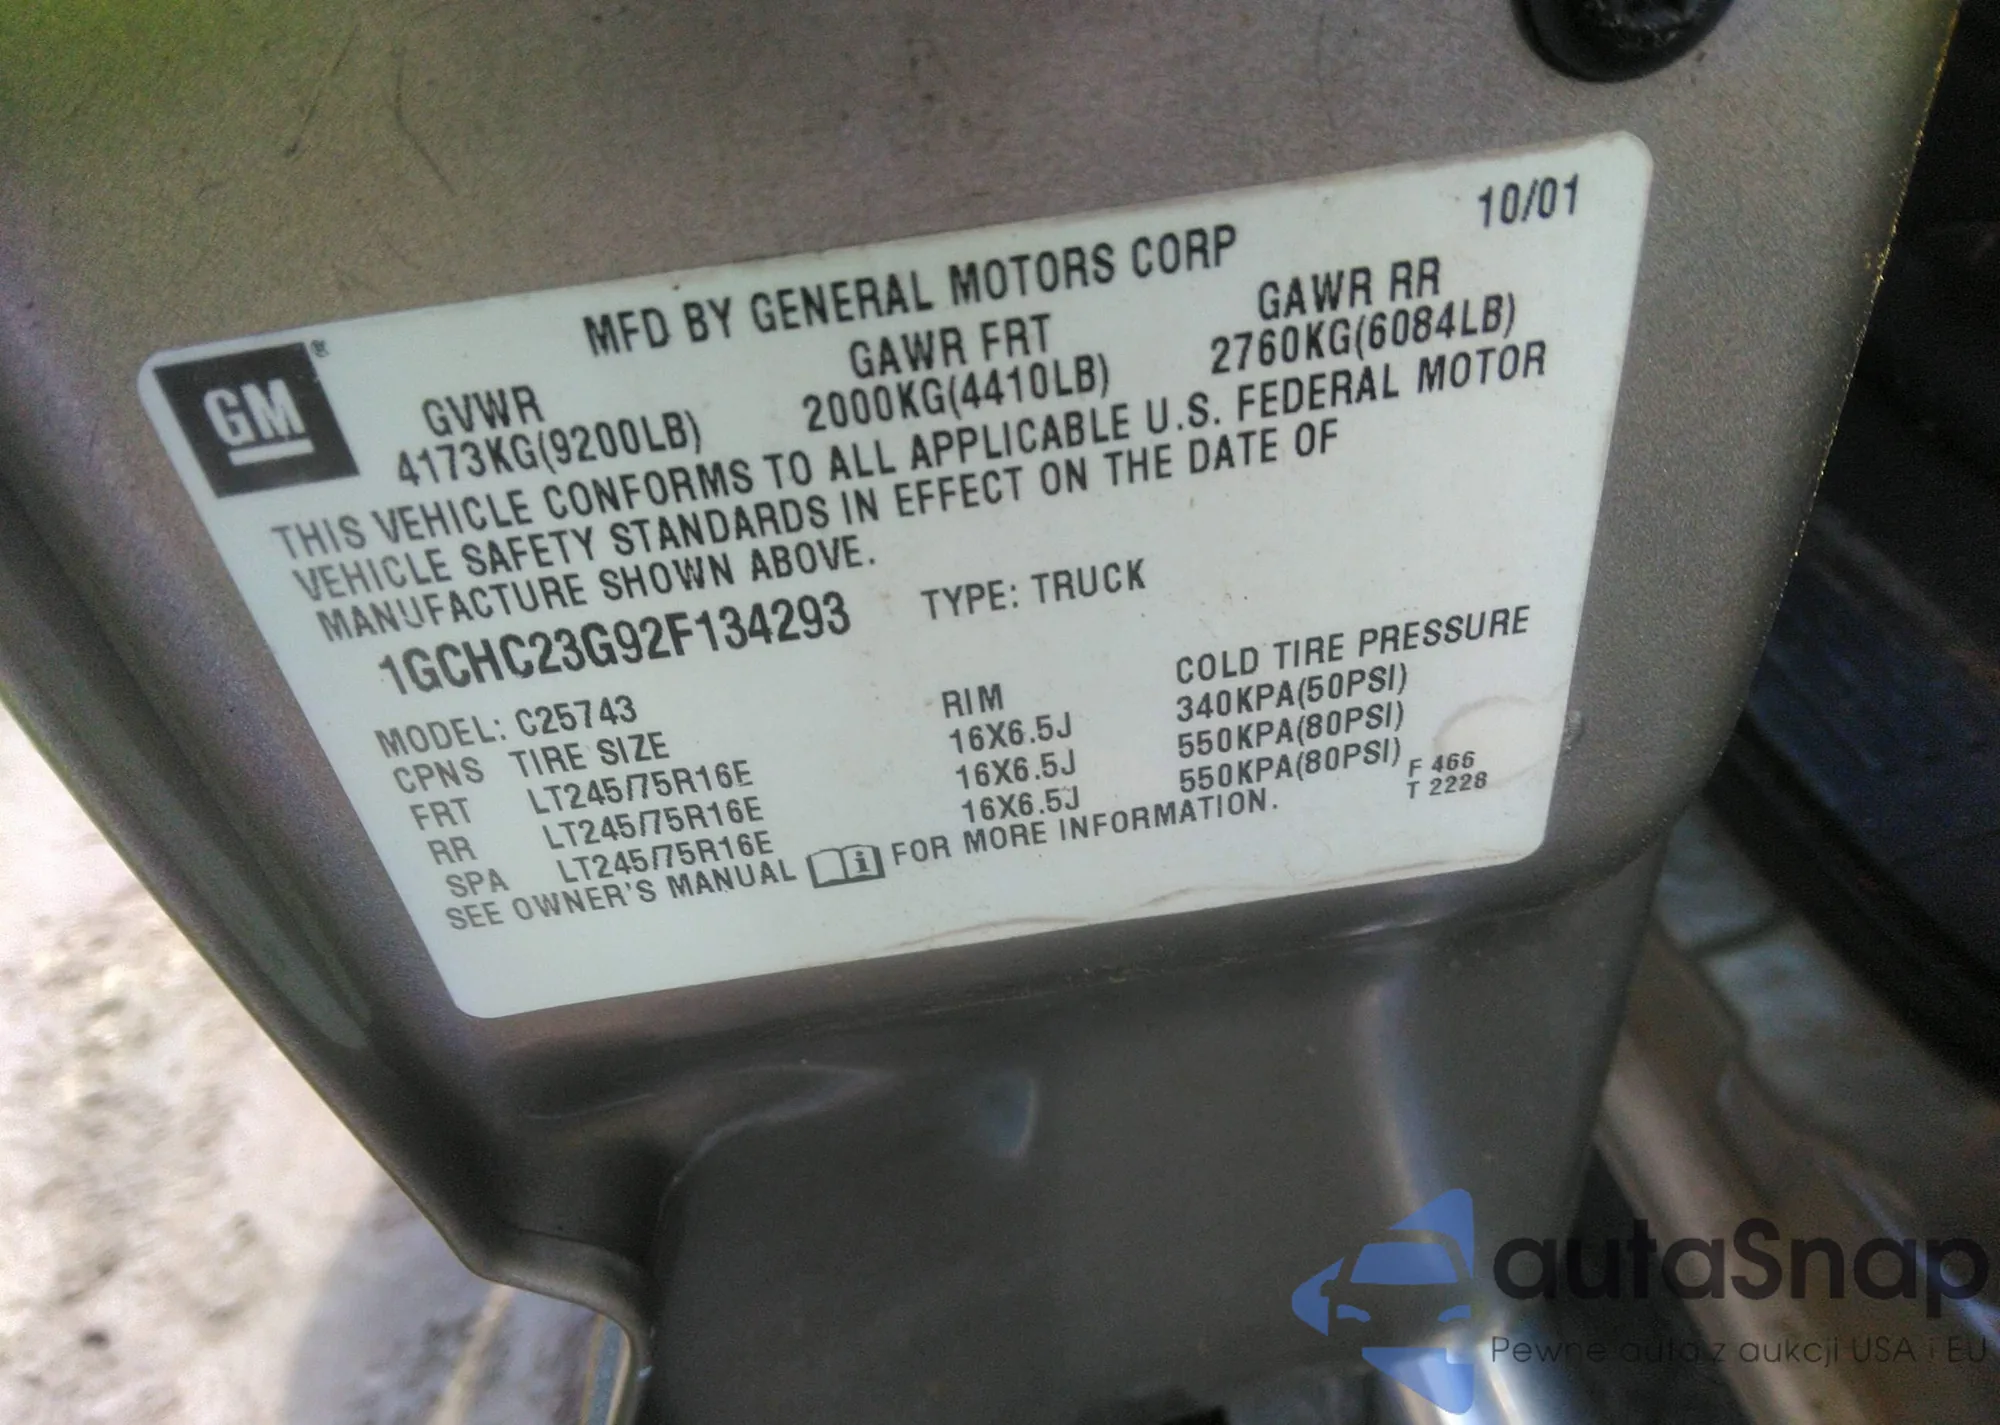 10/01
MFD BY GENERAL MOTORS CORP
GM®
GVWR GAWR FRT GAWR RR
4173KG(9200LB) 2000KG(4410LB) 2760KG(6084LB)
THIS VEHICLE CONFORMS TO ALL APPLICABLE U.S. FEDERAL MOTOR
VEHICLE SAFETY STANDARDS IN EFFECT ON THE DATE OF
MANUFACTURE SHOWN ABOVE.
1GCHC23G92F134293 TYPE: TRUCK
MODEL: C25743
CPNS TIRE SIZE RIM COLD TIRE PRESSURE
FRT LT245/75R16E 16X6.5J 340KPA(50PSI)
RR LT245/75R16E 16X6.5J 550KPA(80PSI)
SPA LT245/75R16E 16X6.5J 550KPA(80PSI)
SEE OWNER'S MANUAL FOR MORE INFORMATION.
F 466
T 2228
autaSnap
Pewne auta z aukcji USA i EU